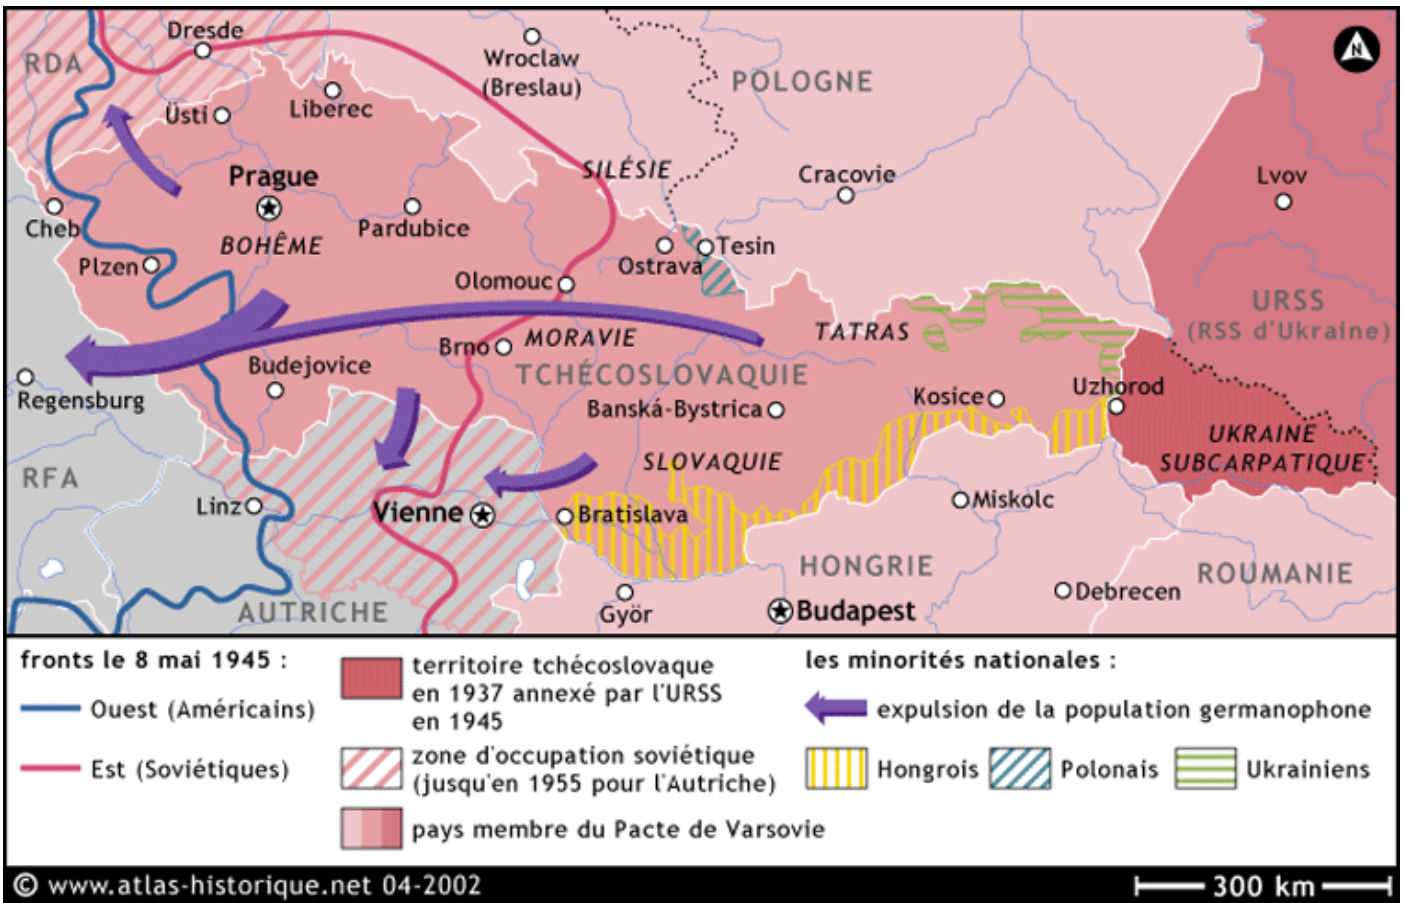 Dresde
RDA
Wroclaw
(Breslau)
POLOGNE
N
Üsti
Liberec
SILÉSIE
Cracovie
Lvov
Prague
Cheb
BOHÊME
Pardubice
Plzen
Ostrava
Tesin
Olomouc
URSS
(RSS d'Ukraine)
MORAVIE
TATRAS
Brno
TCHÉCOSLOVAQUIE
Budejovice
Regensburg
Banská-Bystrica
Kosice
Uzhorod
UKRAINE
SUBCARPATIQUE
SLOVAQUIE
RFA
Linz
Vienne
Bratislava
Miskolc
HONGRIE
ROUMANIE
Debrecen
AUTRICHE
Györ
Budapest
fronts le 8 mai 1945 :
Ouest (Américains)
Est (Soviétiques)
territoire tchécoslovaque
en 1937 annexé par l'URSS
en 1945
zone d'occupation soviétique
(jusqu'en 1955 pour l'Autriche)
pays membre du Pacte de Varsovie
les minorités nationales :
expulsion de la population germanophone
Hongrois
Polonais
Ukrainiens
© www.atlas-historique.net 04-2002
300 km